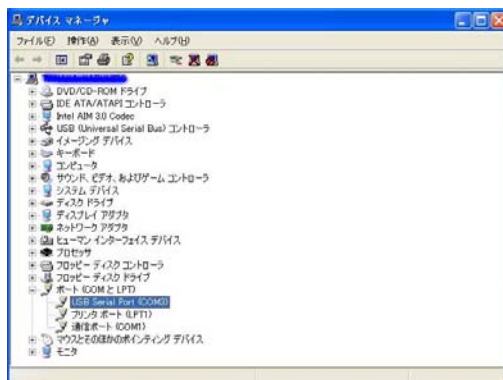 デバイス マネージャ
ファイル(F) 操作(A) 表示(V) ヘルプ(H)
DVD/CD-ROM ドライブ
IDE ATA/ATAPI コントローラ
Intel AIM 3.0 Codec
USB (Universal Serial Bus) コントローラ
イメージング デバイス
キーボード
コンピュータ
サウンド、ビデオ、およびゲーム コントローラ
システム デバイス
ディスク ドライブ
ディスプレイ アダプタ
ネットワーク アダプタ
ヒューマン インターフェイス デバイス
プロセッサ
フロッピー ディスク コントローラ
フロッピー ディスク ドライブ
ポート (COM と LPT)
USB Serial Port (COM3)
プリンタ ポート (LPT1)
通信ポート (COM1)
マウスとそのほかのポインティング デバイス
モニタ